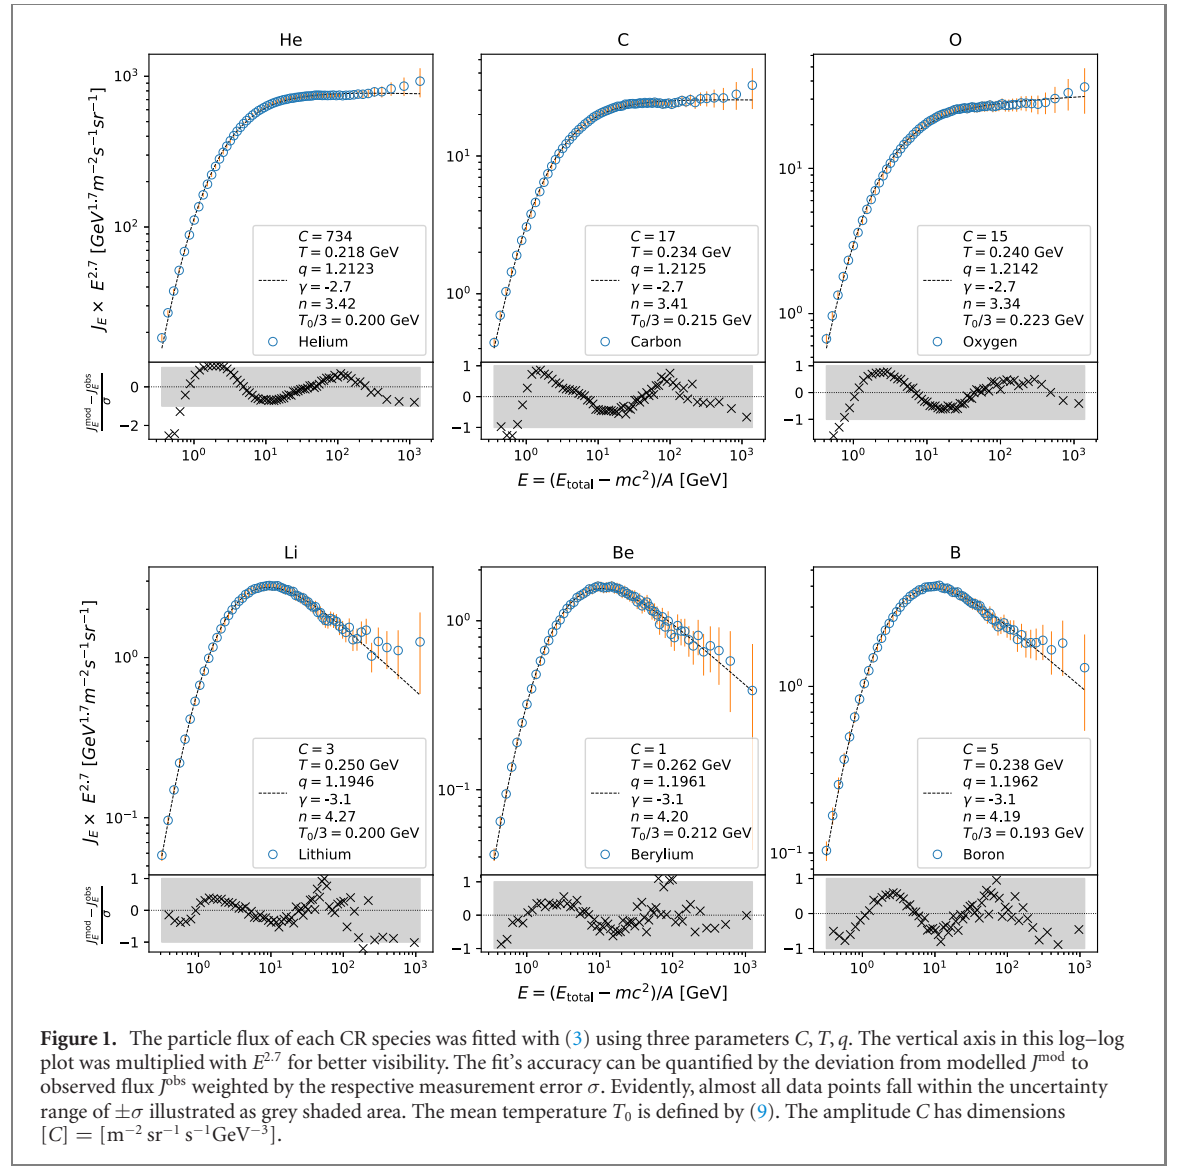 He
C
O
10³
10²
J_E × E^2.7 [GeV^1.7 m⁻² s⁻¹ sr⁻¹]
C = 734
T = 0.218 GeV
q = 1.2123
γ = -2.7
n = 3.42
T₀/3 = 0.200 GeV
Helium
10¹
10⁰
C = 17
T = 0.234 GeV
q = 1.2125
γ = -2.7
n = 3.41
T₀/3 = 0.215 GeV
Carbon
10¹
10⁰
C = 15
T = 0.240 GeV
q = 1.2142
γ = -2.7
n = 3.34
T₀/3 = 0.223 GeV
Oxygen
(J_E^mod − J_E^obs)/σ
0
−2
1
0
−1
1
0
−1
10⁰ 10¹ 10² 10³
10⁰ 10¹ 10² 10³
10⁰ 10¹ 10² 10³
E = (E_total − mc²)/A [GeV]
Li
Be
B
J_E × E^2.7 [GeV^1.7 m⁻² s⁻¹ sr⁻¹]
10⁰
10⁻¹
C = 3
T = 0.250 GeV
q = 1.1946
γ = -3.1
n = 4.27
T₀/3 = 0.200 GeV
Lithium
10⁰
10⁻¹
C = 1
T = 0.262 GeV
q = 1.1961
γ = -3.1
n = 4.20
T₀/3 = 0.212 GeV
Berylium
10⁰
10⁻¹
C = 5
T = 0.238 GeV
q = 1.1962
γ = -3.1
n = 4.19
T₀/3 = 0.193 GeV
Boron
(J_E^mod − J_E^obs)/σ
1
0
−1
1
0
−1
1
0
−1
10⁰ 10¹ 10² 10³
10⁰ 10¹ 10² 10³
10⁰ 10¹ 10² 10³
E = (E_total − mc²)/A [GeV]
Figure 1. The particle flux of each CR species was fitted with (3) using three parameters C, T, q. The vertical axis in this log–log
plot was multiplied with E^2.7 for better visibility. The fit's accuracy can be quantified by the deviation from modelled J^mod to
observed flux J^obs weighted by the respective measurement error σ. Evidently, almost all data points fall within the uncertainty
range of ±σ illustrated as grey shaded area. The mean temperature T₀ is defined by (9). The amplitude C has dimensions
[C] = [m⁻² sr⁻¹ s⁻¹GeV⁻³].